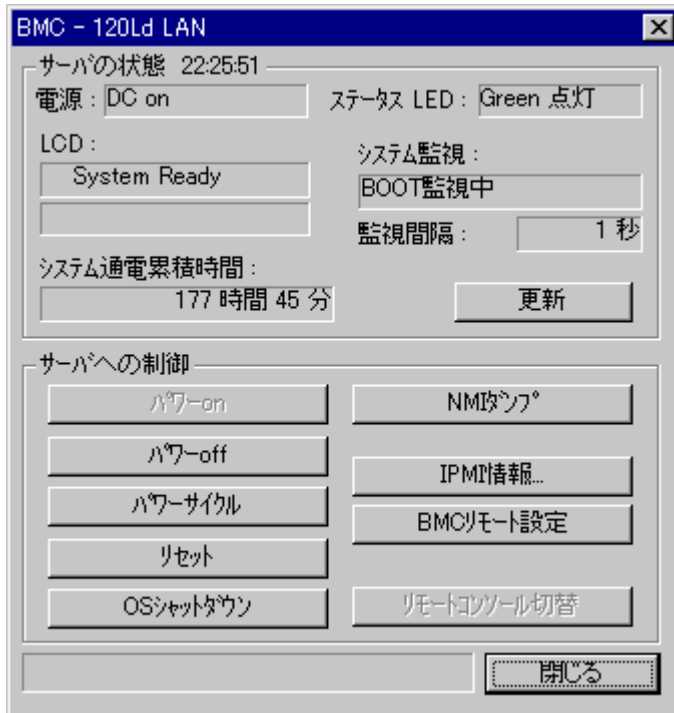 BMC - 120Ld LAN
サーバの状態 22:25:51
電源 : DC on ｽﾃｰﾀｽ LED : Green 点灯
LCD :
System Ready
ｼｽﾃﾑ監視 :
BOOT監視中
監視間隔 : 1 秒
ｼｽﾃﾑ通電累積時間 :
177 時間 45 分
更新
ｻｰﾊﾞへの制御
ﾊﾟﾜｰon
ﾊﾟﾜｰoff
ﾊﾟﾜｰｻｲｸﾙ
ﾘｾｯﾄ
OSｼｬｯﾄﾀﾞｳﾝ
NMIﾀﾞﾝﾌﾟ
IPMI情報...
BMCﾘﾓｰﾄ設定
ﾘﾓｰﾄｺﾝｿｰﾙ切替
閉じる